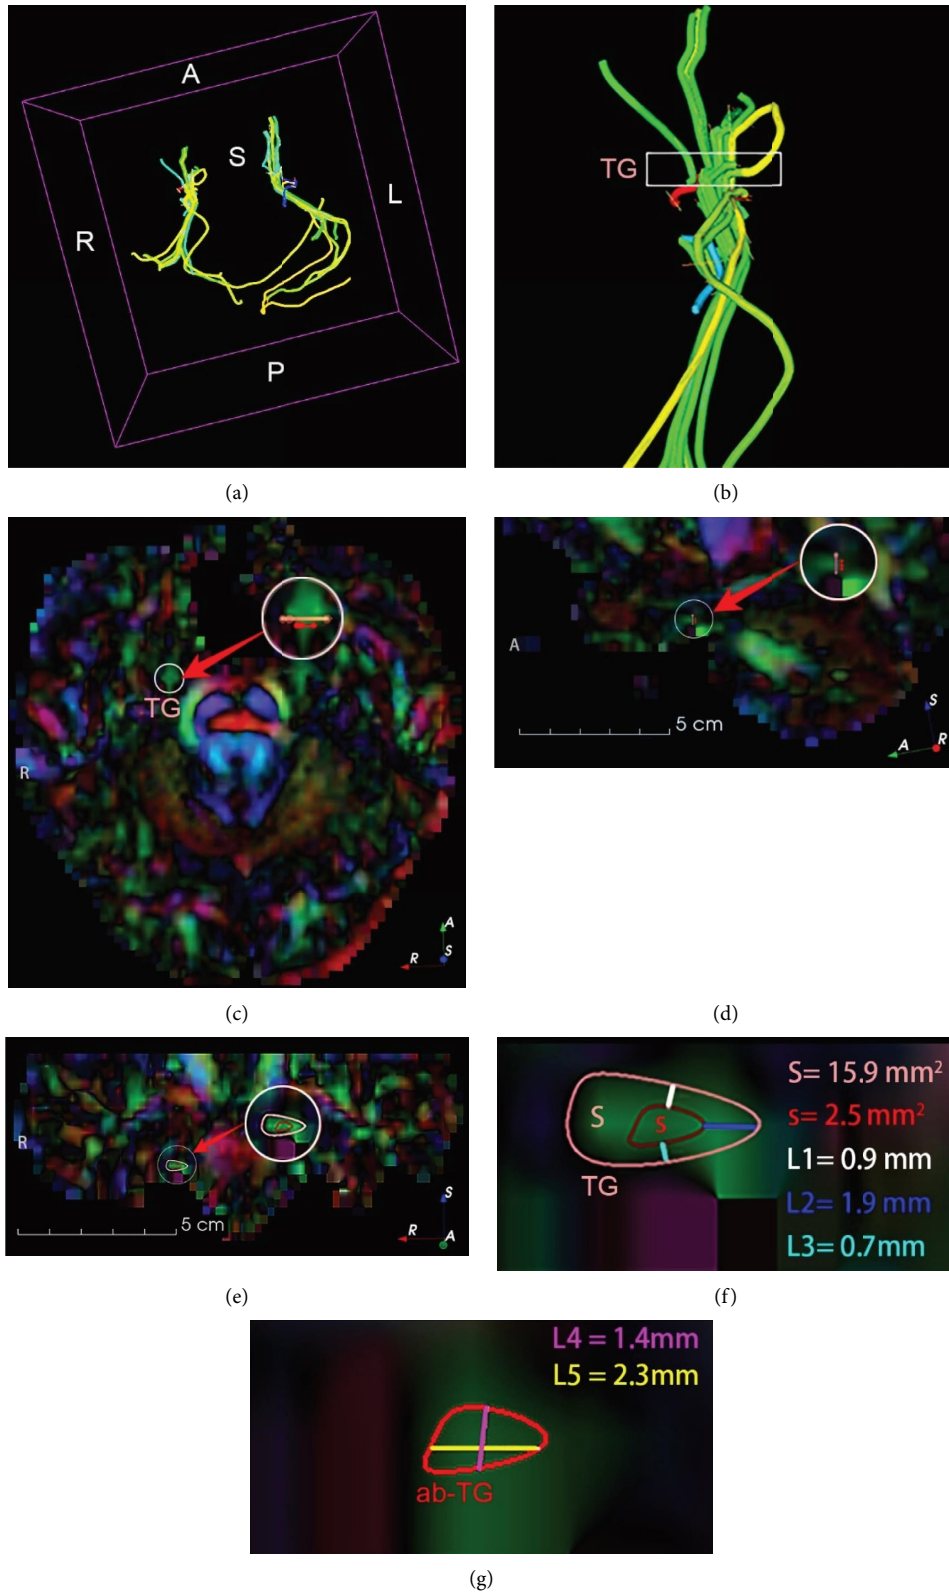 A
S
L
R
P
(a)
TG
(b)
TG
R
A
S
R
(c)
A
5 cm
S
A
R
(d)
R
5 cm
S
R
A
(e)
S
s
TG
S= 15.9 mm²
s= 2.5 mm²
L1= 0.9 mm
L2= 1.9 mm
L3= 0.7mm
(f)
L4 = 1.4mm
L5 = 2.3mm
ab-TG
(g)